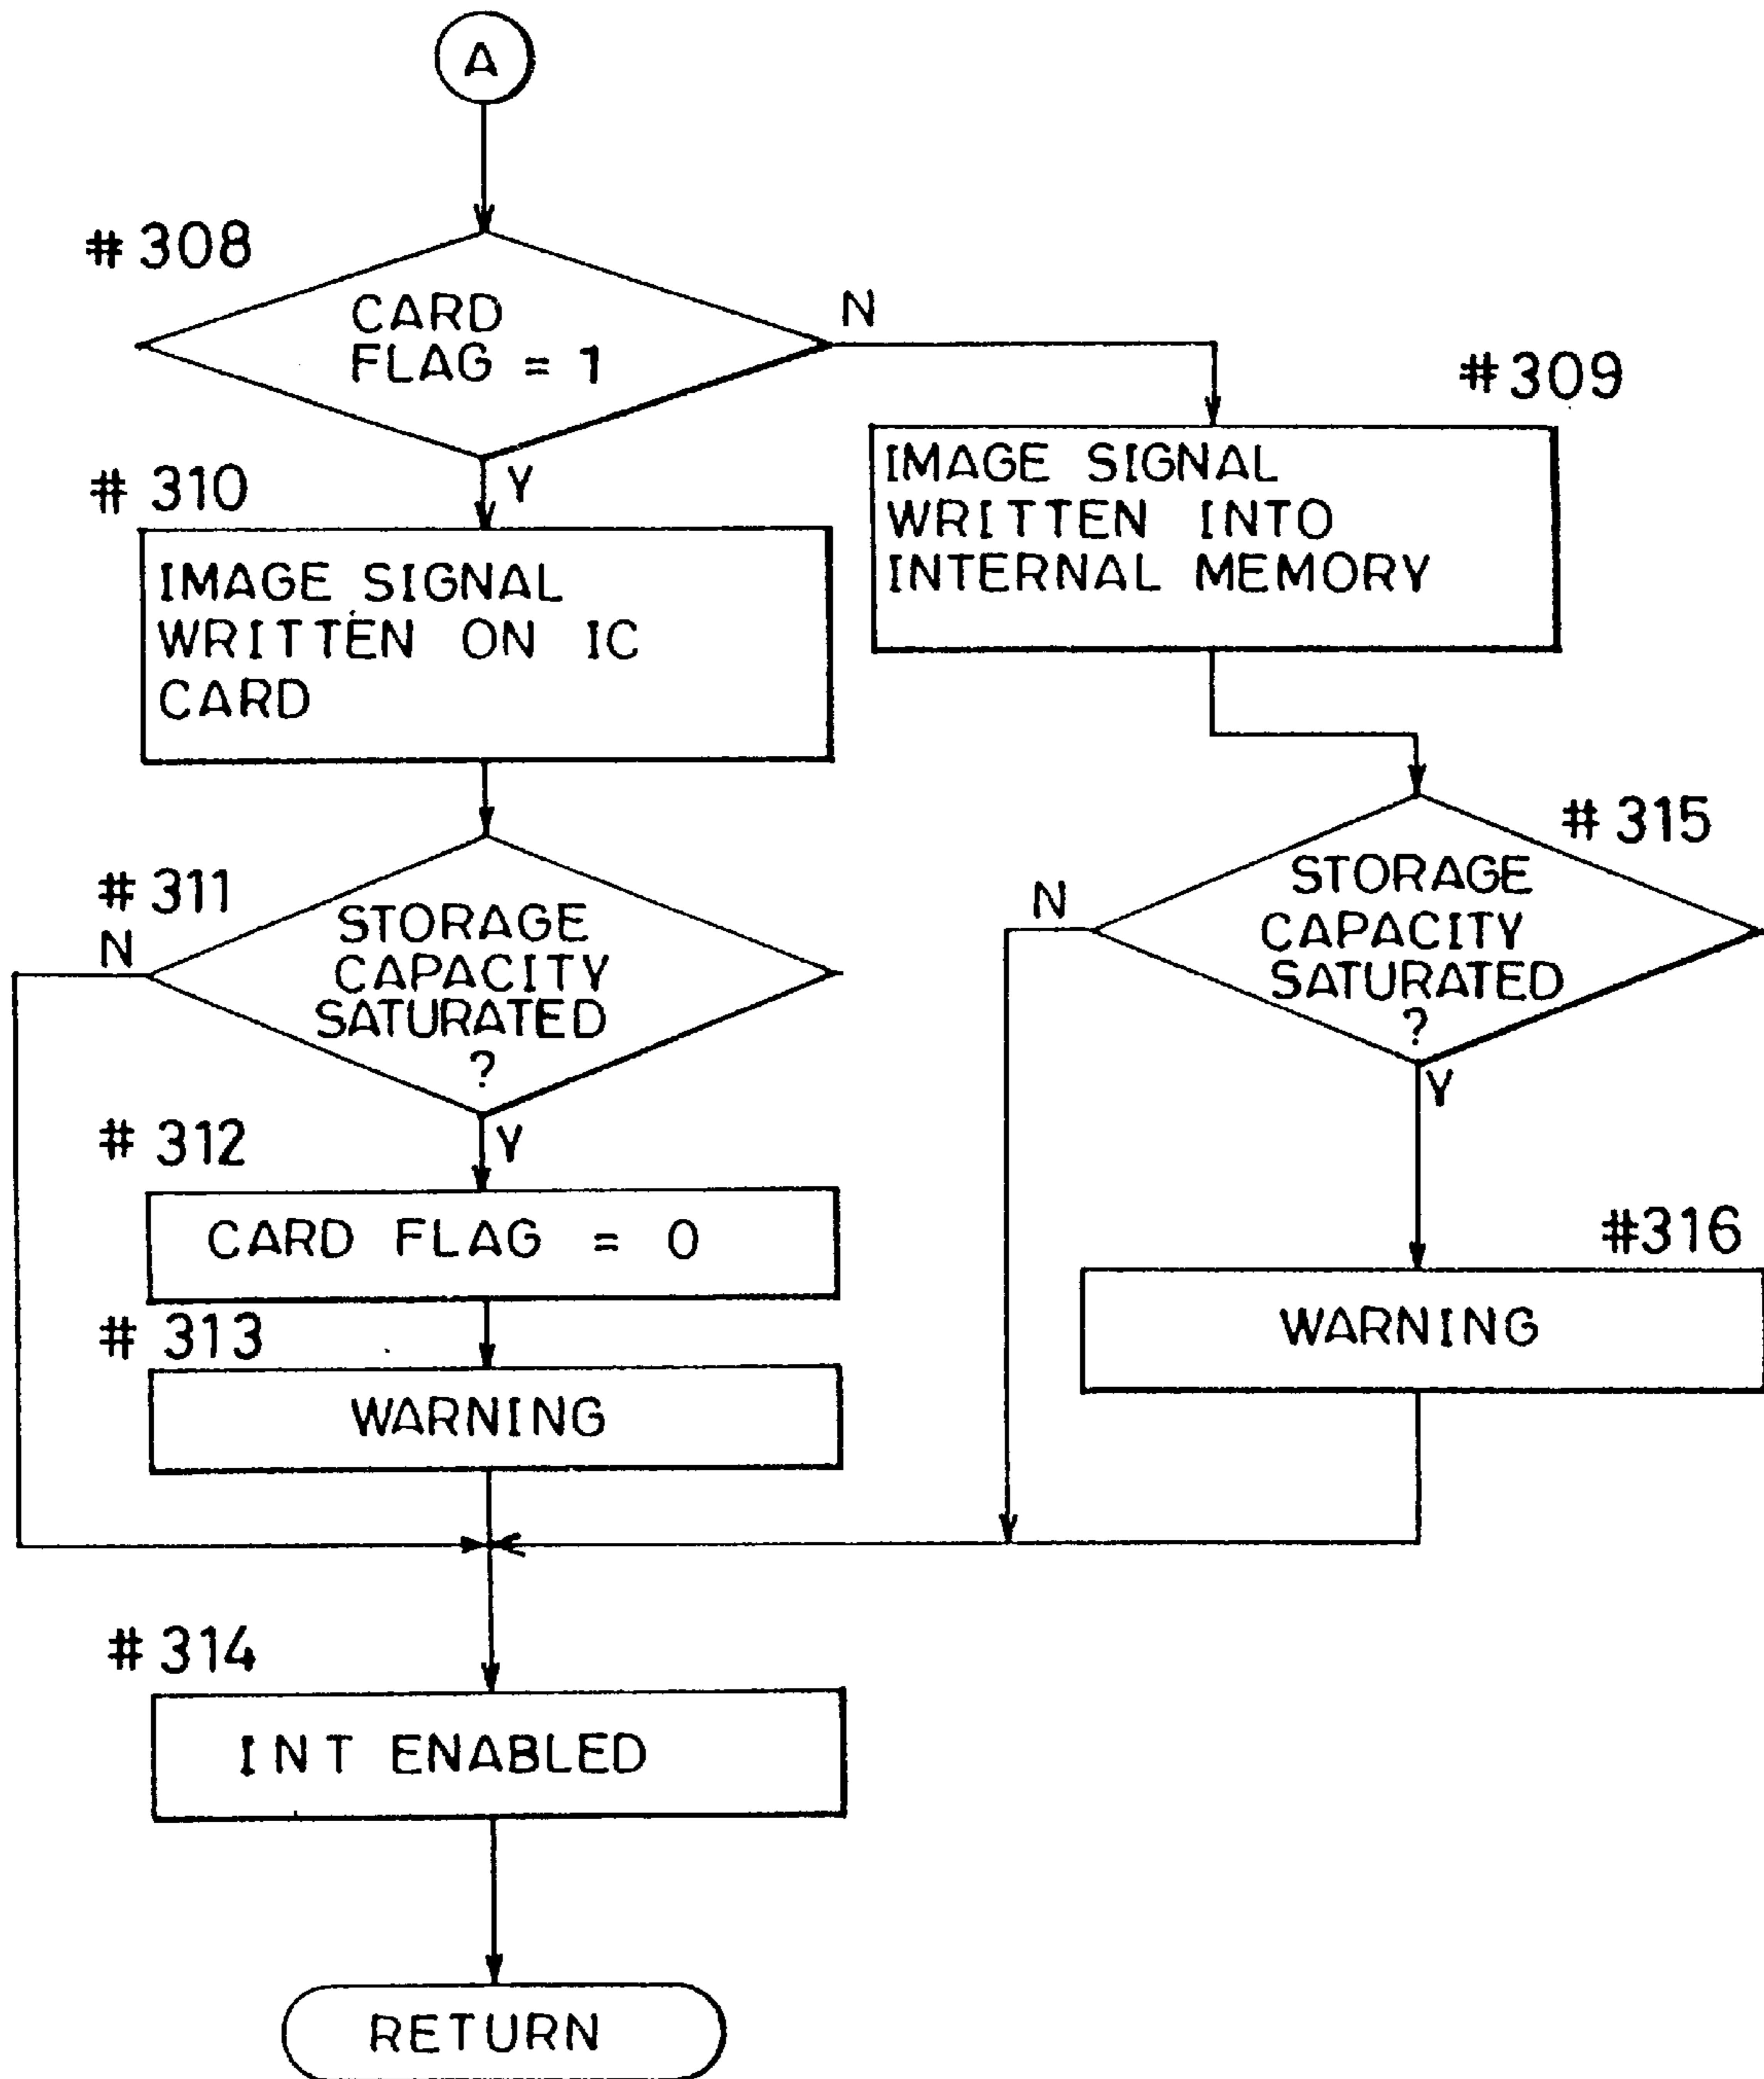 A
# 308
CARD
FLAG = 1
N
Y
#309
IMAGE SIGNAL
WRITTEN INTO
INTERNAL MEMORY
# 310
IMAGE SIGNAL
WRITTEN ON IC
CARD
# 311
N
STORAGE
CAPACITY
SATURATED
?
Y
# 315
N
STORAGE
CAPACITY
SATURATED
?
Y
# 312
CARD FLAG = 0
# 313
WARNING
#316
WARNING
# 314
INT ENABLED
RETURN